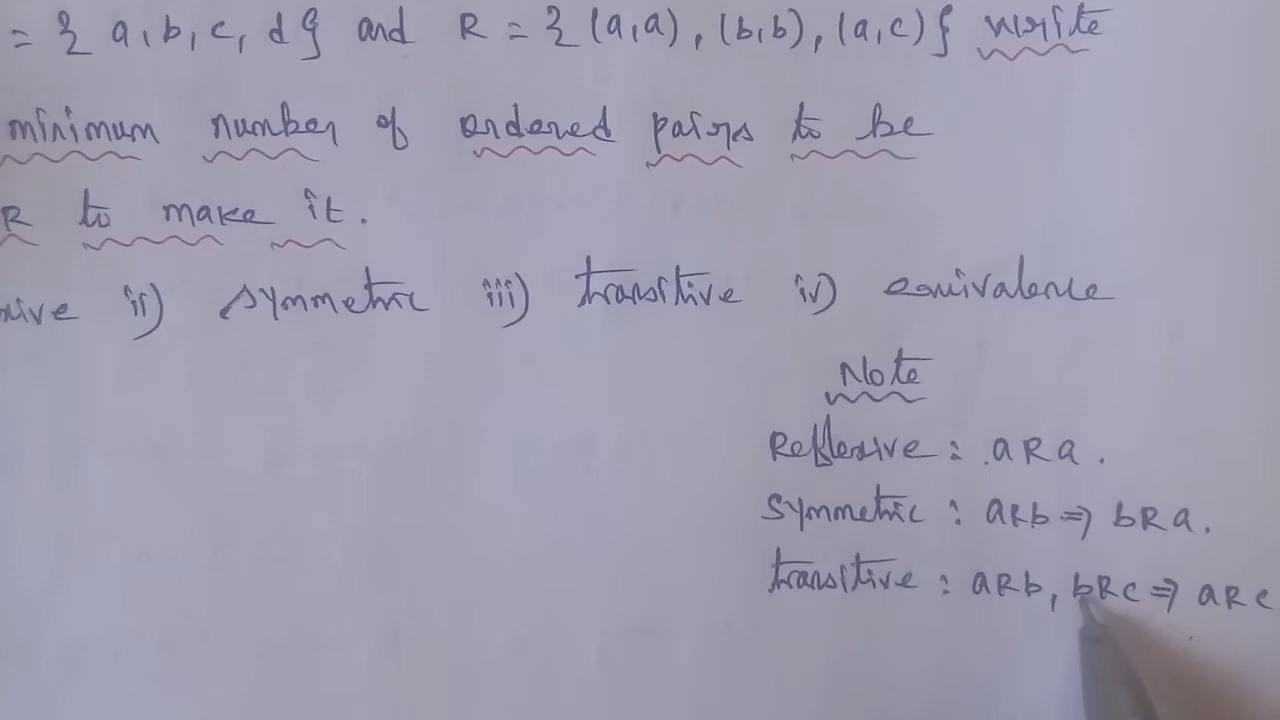 = { a, b, c, d } and R = { (a,a), (b,b), (a,c) } write
minimum number of ordered pairs to be
R to make it.
xive ii) symmetric iii) transitive iv) equivalence
Note
Reflexive : aRa.
Symmetric : aRb ⇒ bRa.
transitive : aRb, bRc ⇒ aRc